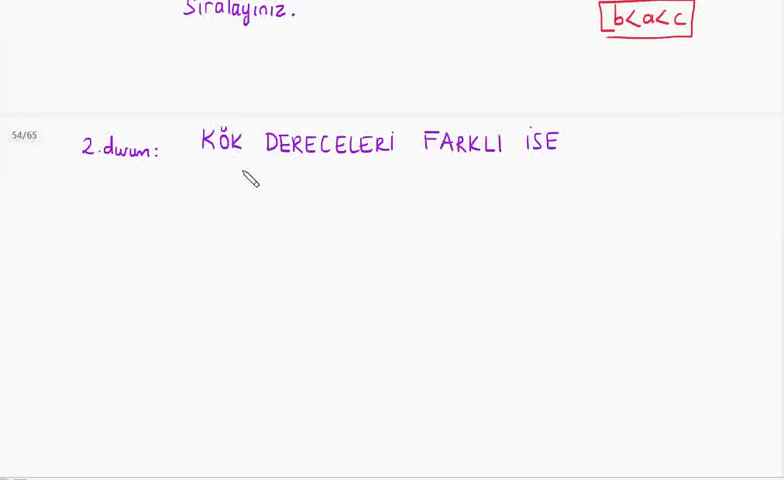 Sıralayınız.
b<a<c
54/65
2.durum: KÖK DERECELERİ FARKLI İSE